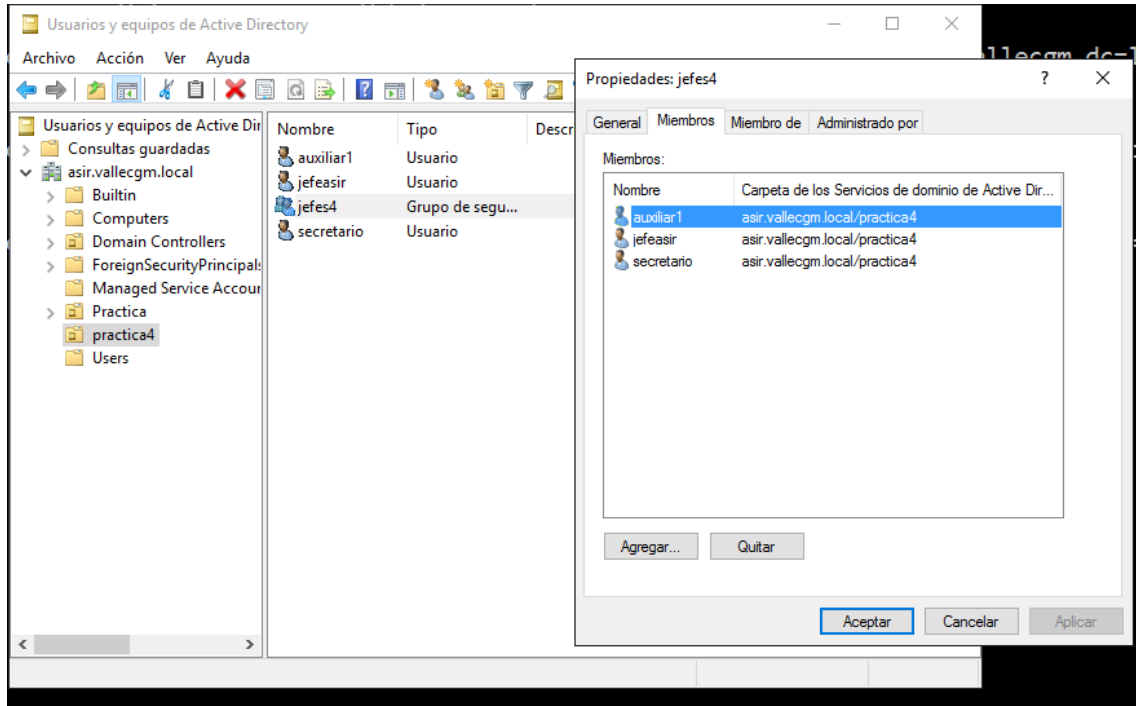 Usuarios y equipos de Active Directory
Archivo Acción Ver Ayuda
Usuarios y equipos de Active Dir
Consultas guardadas
asir.vallecgm.local
Builtin
Computers
Domain Controllers
ForeignSecurityPrincipals
Managed Service Accour
Practica
practica4
Users
Nombre Tipo Descr
auxiliar1 Usuario
jefeasir Usuario
jefes4 Grupo de segu...
secretario Usuario
allecgm,dc=l
Propiedades: jefes4 ?
General Miembros Miembro de Administrado por
Miembros:
Nombre Carpeta de los Servicios de dominio de Active Dir...
auxiliar1 asir.vallecgm.local/practica4
jefeasir asir.vallecgm.local/practica4
secretario asir.vallecgm.local/practica4
Agregar... Quitar
Aceptar Cancelar Aplicar